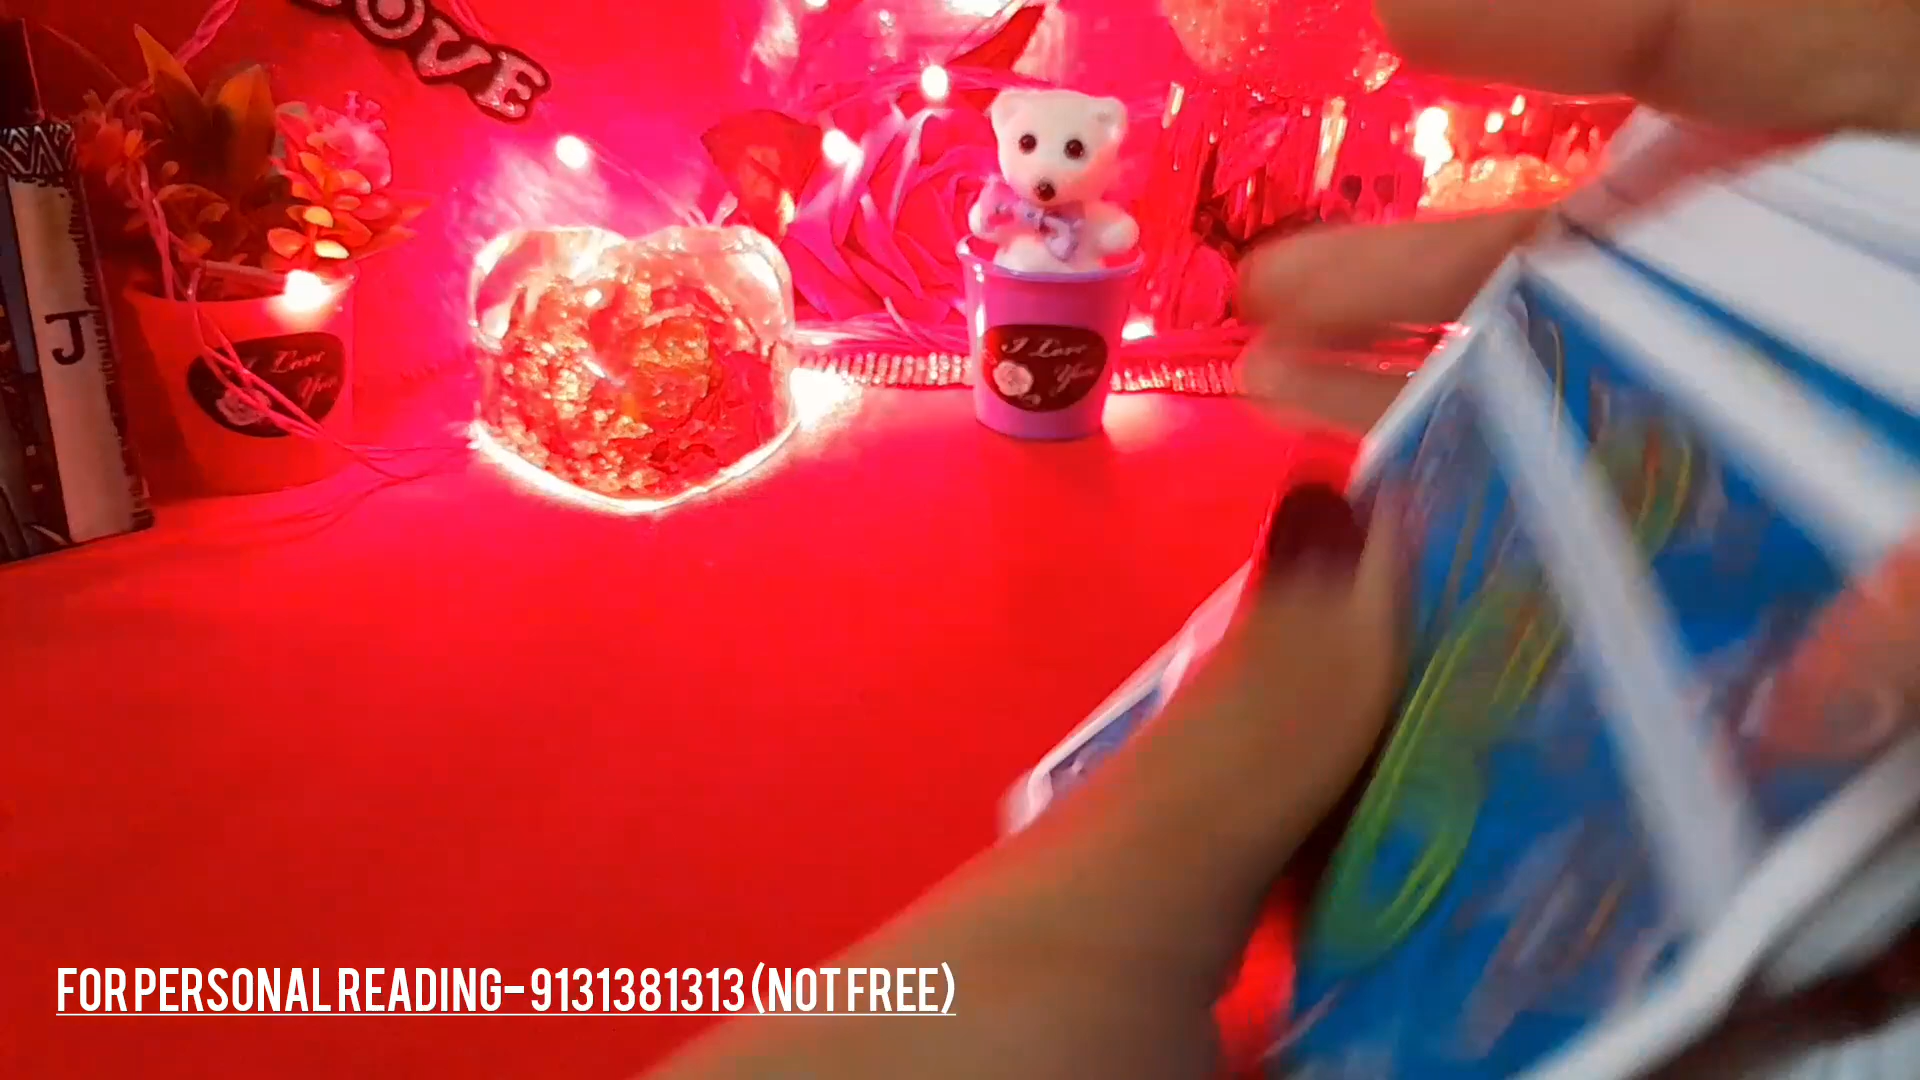 LOVE
J
I Love
You
I Love
You
FOR PERSONAL READING- 9131381313 (NOT FREE)